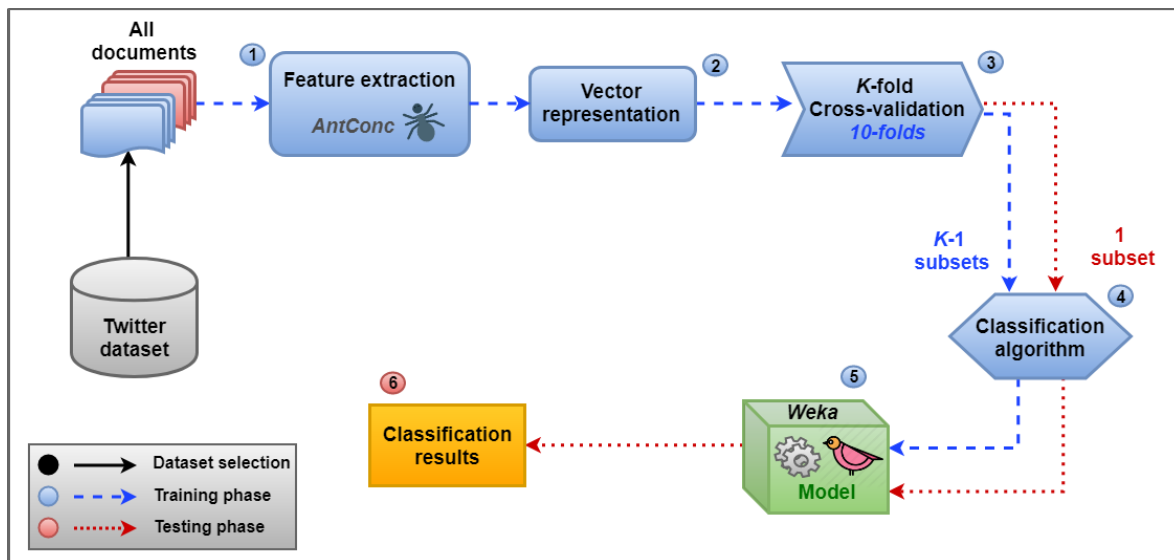 All
documents
1
Feature extraction
AntConc
2
Vector
representation
3
K-fold
Cross-validation
10-folds
K-1
subsets
1
subset
4
Classification
algorithm
Twitter
dataset
5
Weka
Model
6
Classification
results
Dataset selection
Training phase
Testing phase